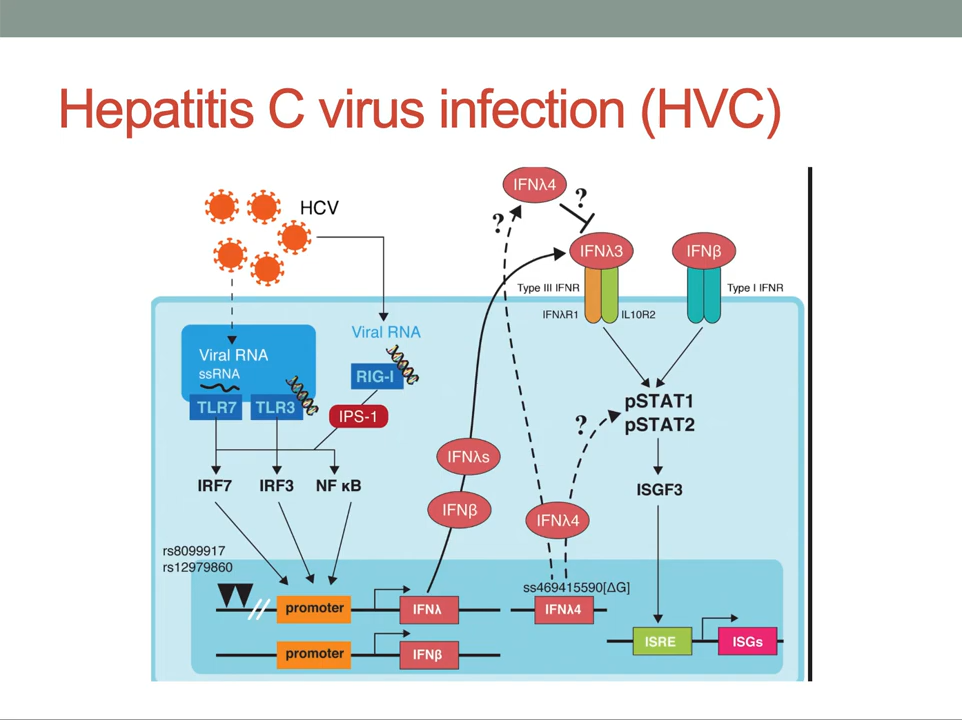 Hepatitis C virus infection (HVC)
HCV
IFNλ4
?
?
IFNλ3
IFNβ
Type III IFNR
Type I IFNR
IFNλR1
IL10R2
Viral RNA
Viral RNA
ssRNA
RIG-I
TLR7
TLR3
IPS-1
pSTAT1
pSTAT2
?
IFNλs
IRF7
IRF3
NF κB
ISGF3
IFNβ
IFNλ4
rs8099917
rs12979860
ss469415590[ΔG]
promoter
IFNλ
IFNλ4
ISRE
ISGs
promoter
IFNβ